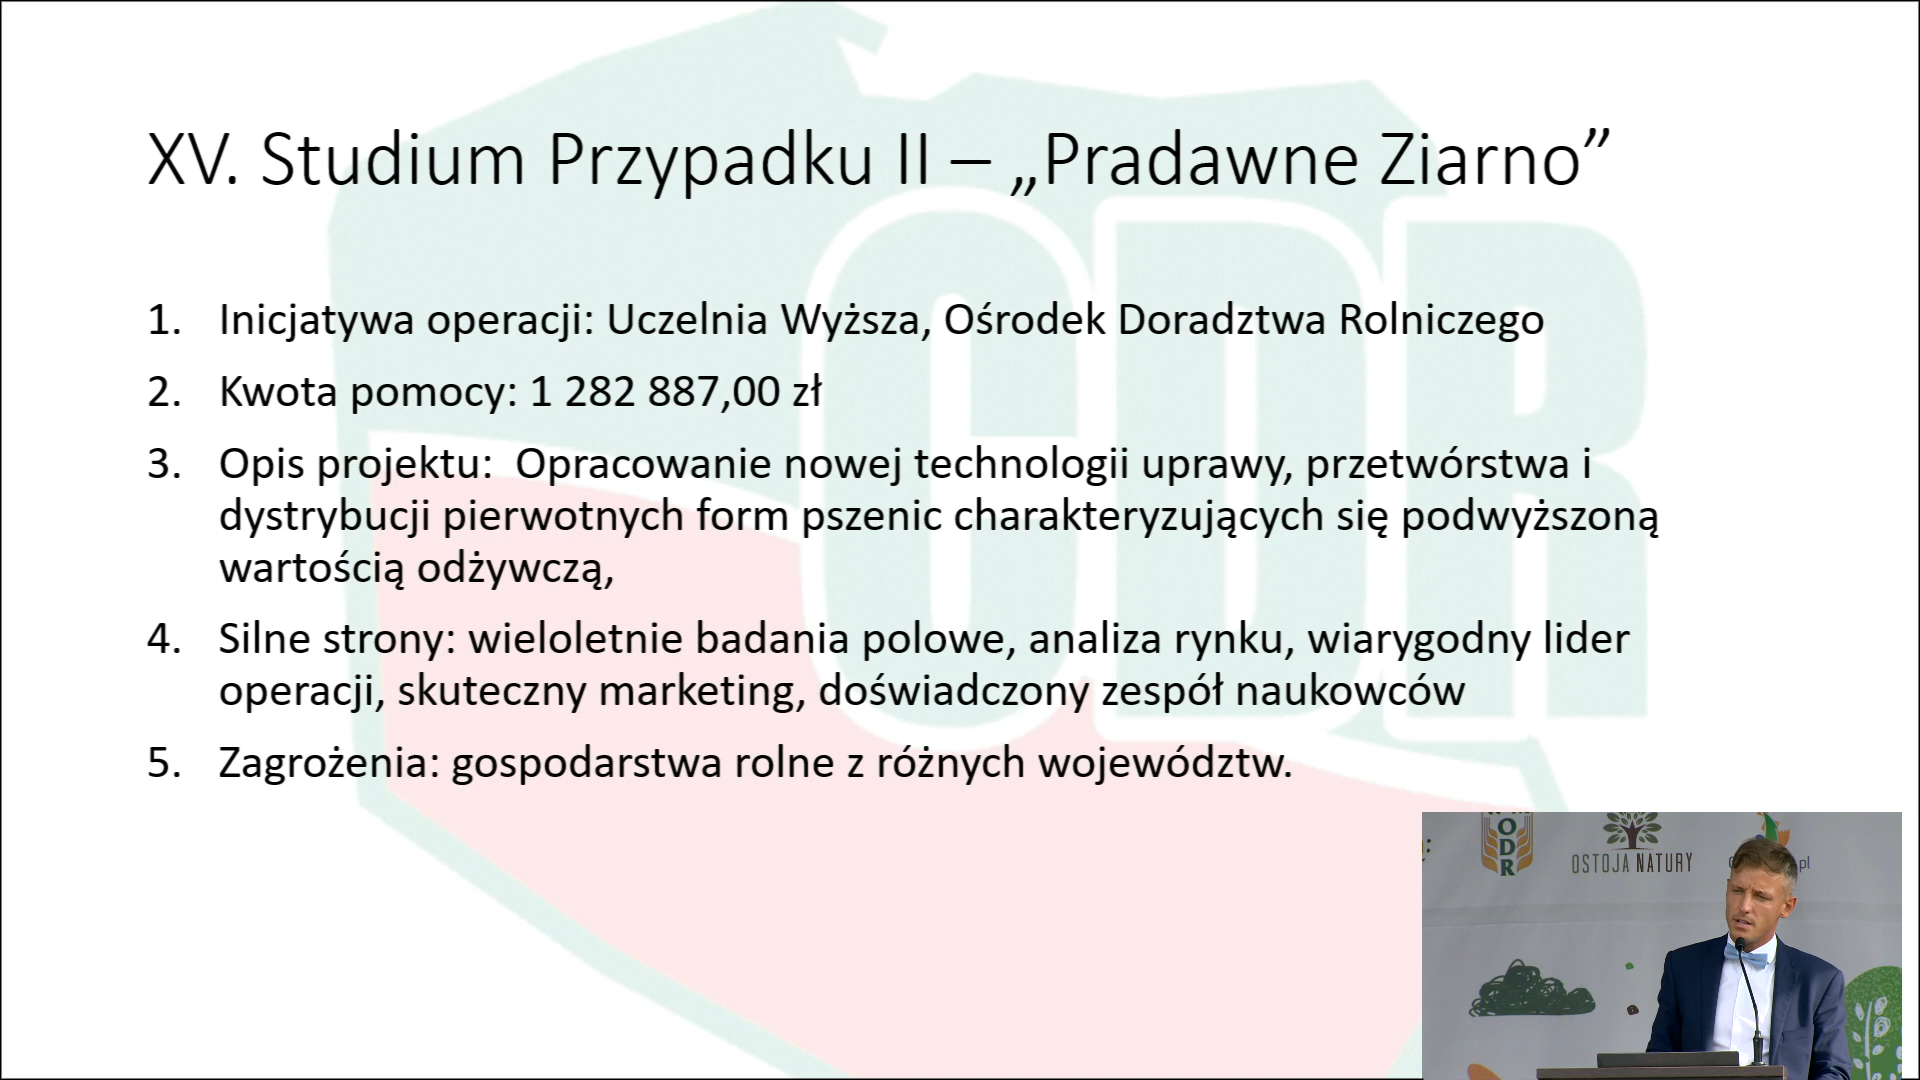 XV. Studium Przypadku II – „Pradawne Ziarno”
1. Inicjatywa operacji: Uczelnia Wyższa, Ośrodek Doradztwa Rolniczego
2. Kwota pomocy: 1 282 887,00 zł
3. Opis projektu: Opracowanie nowej technologii uprawy, przetwórstwa i
dystrybucji pierwotnych form pszenic charakteryzujących się podwyższoną
wartością odżywczą,
4. Silne strony: wieloletnie badania polowe, analiza rynku, wiarygodny lider
operacji, skuteczny marketing, doświadczony zespół naukowców
5. Zagrożenia: gospodarstwa rolne z różnych województw.
CDR
ODR
OSTOJA NATURY
.pl